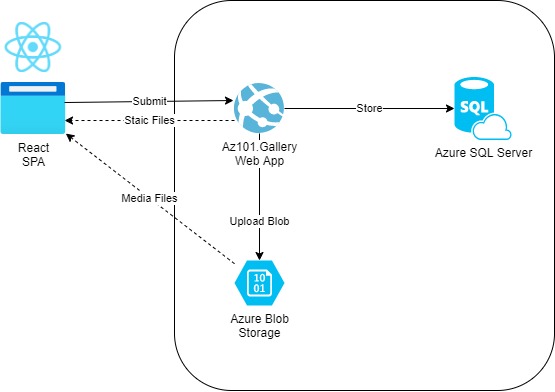 Submit
Staic Files
Store
SQL
React
SPA
Az101.Gallery
Web App
Azure SQL Server
Media Files
Upload Blob
10
01
Azure Blob
Storage